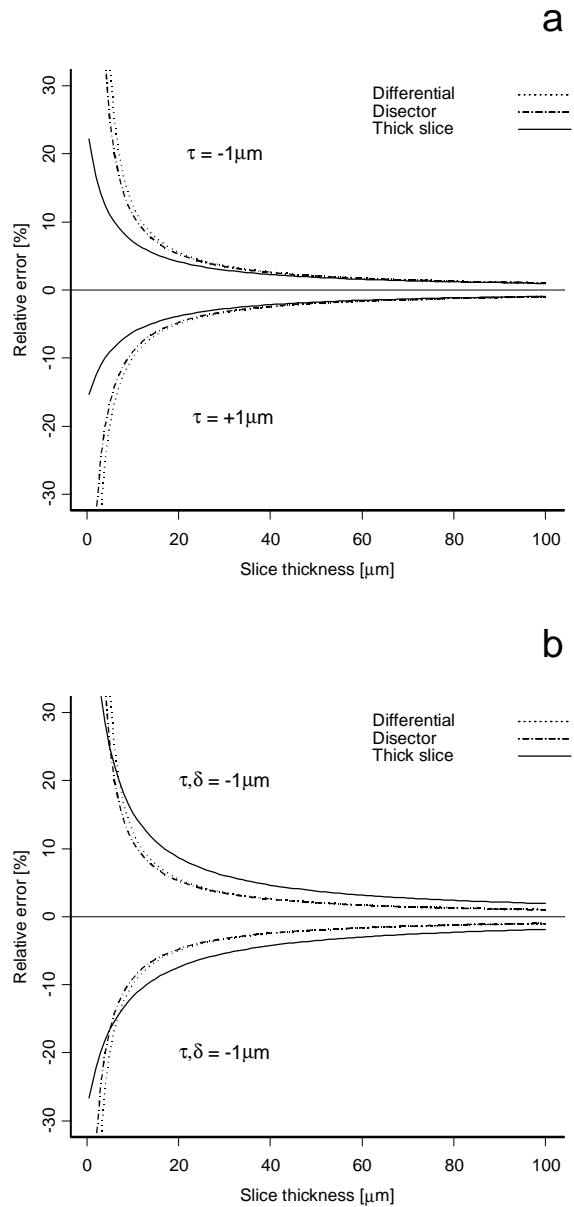 a
Differential
Disector
Thick slice
τ = -1μm
τ = +1μm
Relative error [%]
30
20
10
0
-10
-20
-30
0 20 40 60 80 100
Slice thickness [μm]
b
Differential
Disector
Thick slice
τ,δ = -1μm
τ,δ = -1μm
Relative error [%]
30
20
10
0
-10
-20
-30
0 20 40 60 80 100
Slice thickness [μm]